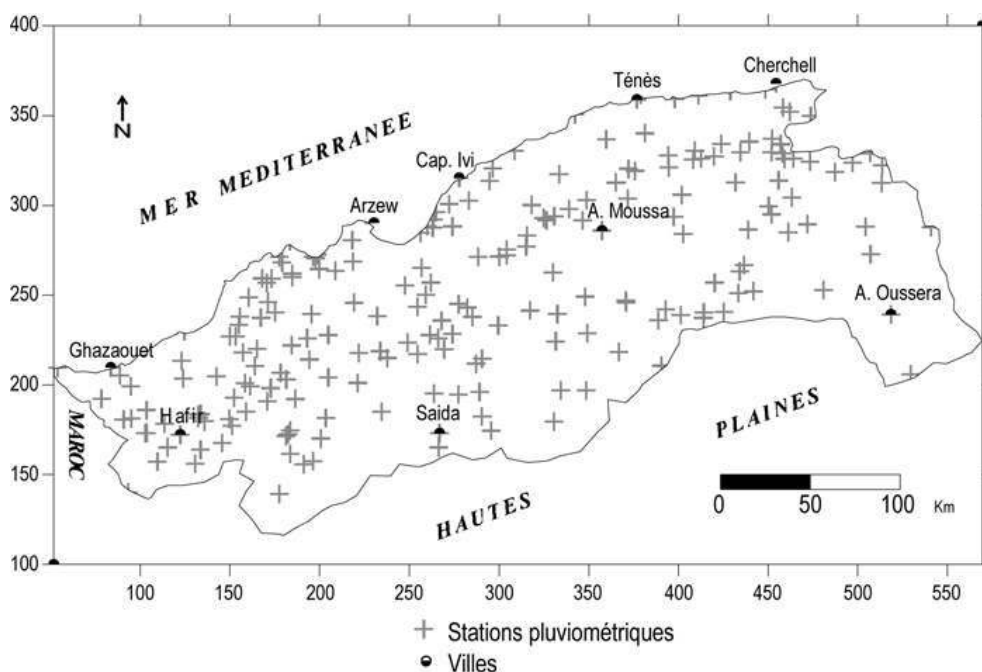 400
350
300
250
200
150
100
100
150
200
250
300
350
400
450
500
550
N
MER MEDITERRANEE
Cherchell
Ténès
Cap. Ivi
Arzew
A. Moussa
A. Oussera
Ghazaouet
Hafir
Saida
MAROC
HAUTES
PLAINES
0 50 100 Km
Stations pluviométriques
Villes